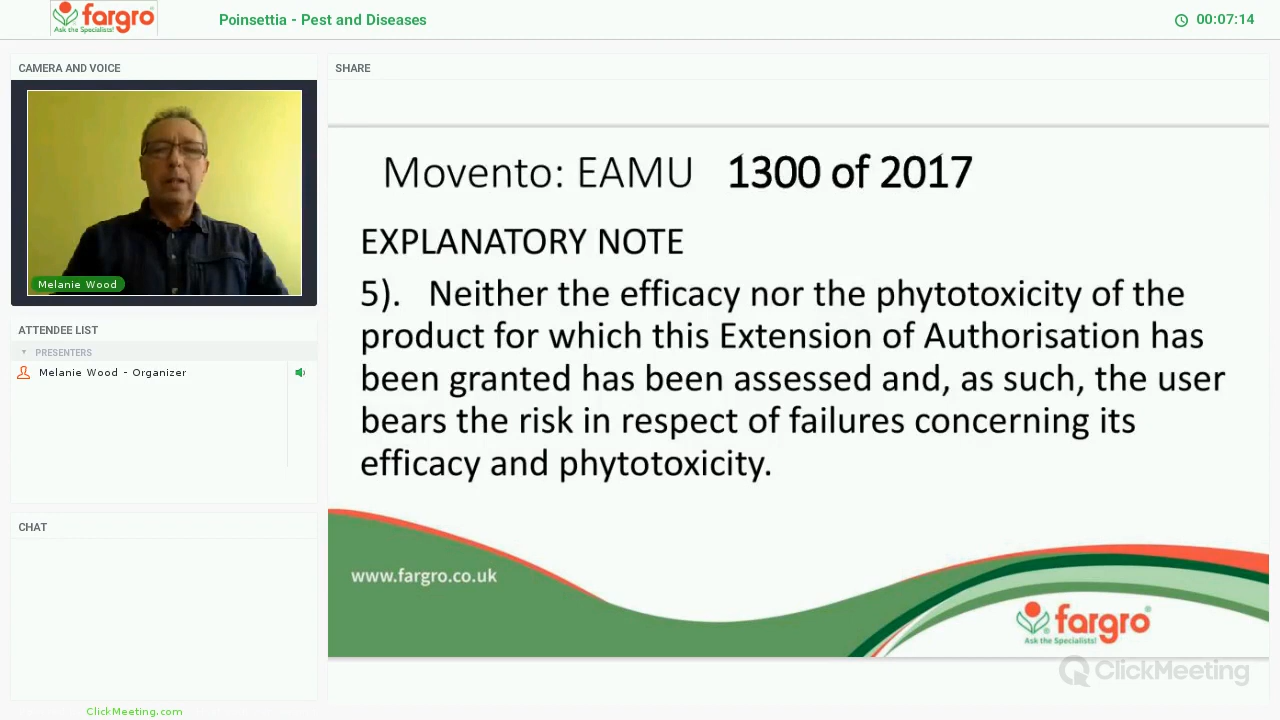 fargro
Ask the Specialists!
Poinsettia - Pest and Diseases
00:07:14
CAMERA AND VOICE
Melanie Wood
ATTENDEE LIST
PRESENTERS
Melanie Wood - Organizer
CHAT
ClickMeeting.com
SHARE
Movento: EAMU 1300 of 2017
EXPLANATORY NOTE
5). Neither the efficacy nor the phytotoxicity of the
product for which this Extension of Authorisation has
been granted has been assessed and, as such, the user
bears the risk in respect of failures concerning its
efficacy and phytotoxicity.
www.fargro.co.uk
fargro
Ask the Specialists!
ClickMeeting